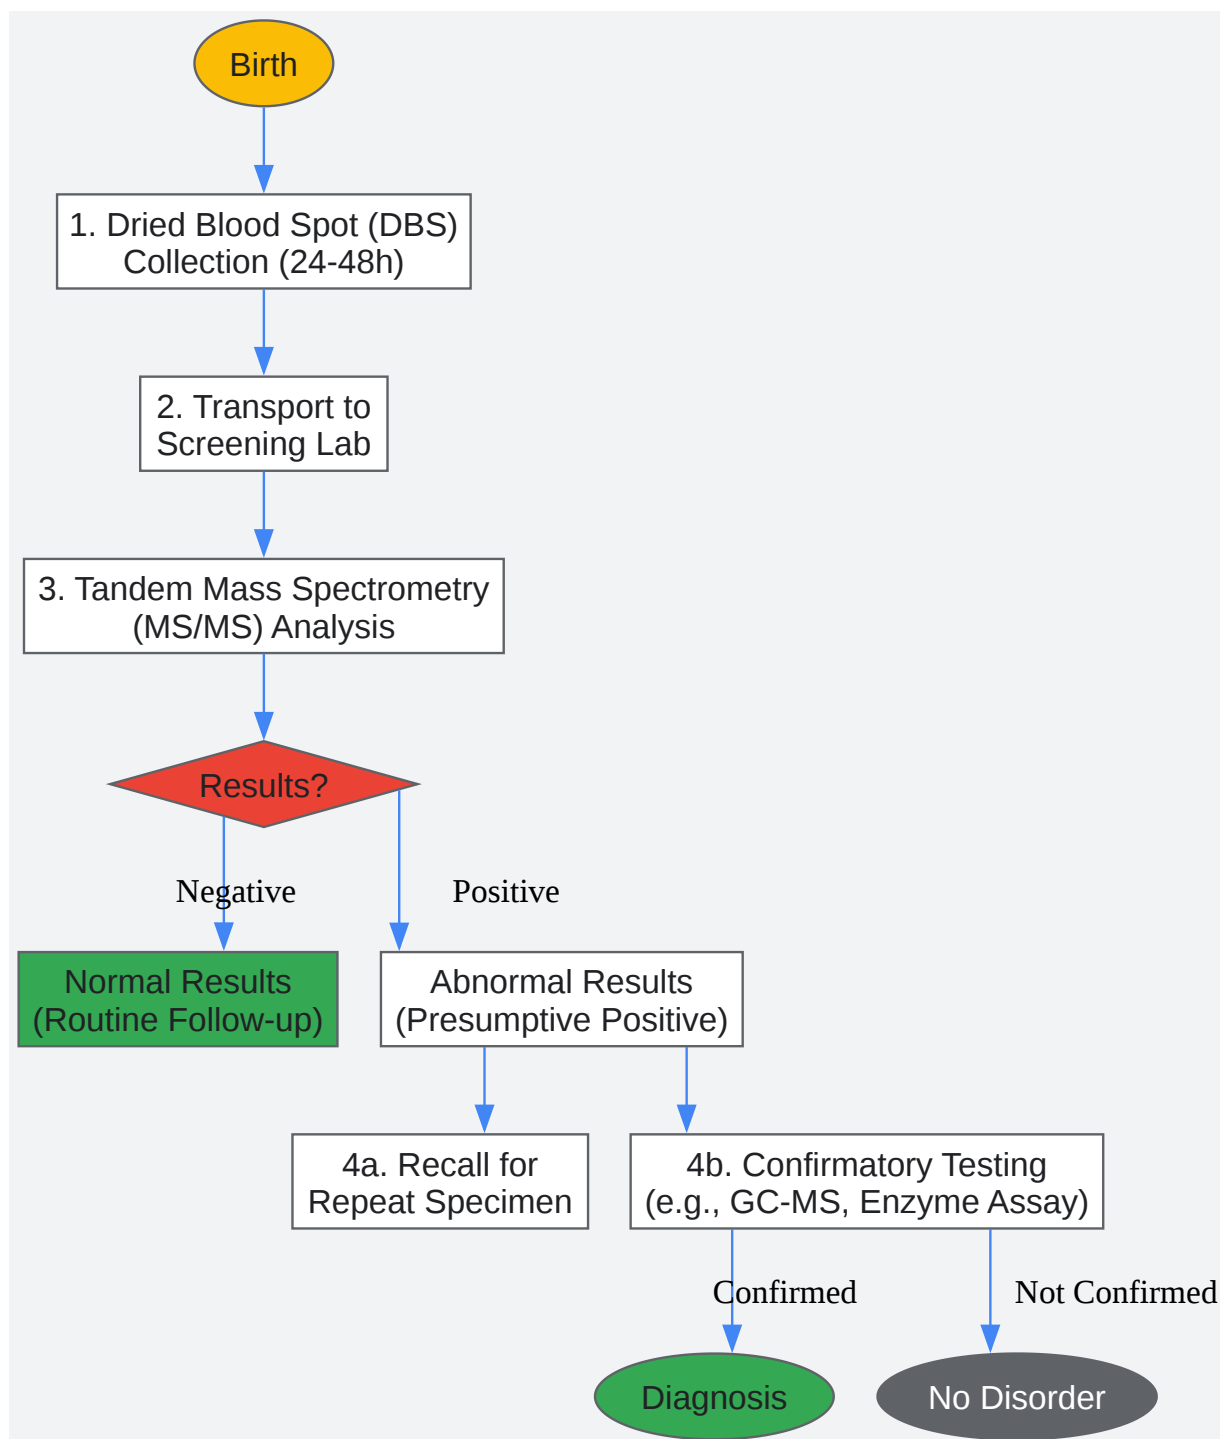 Birth
1. Dried Blood Spot (DBS)
Collection (24-48h)
2. Transport to
Screening Lab
3. Tandem Mass Spectrometry
(MS/MS) Analysis
Results?
Negative
Positive
Normal Results
(Routine Follow-up)
Abnormal Results
(Presumptive Positive)
4a. Recall for
Repeat Specimen
4b. Confirmatory Testing
(e.g., GC-MS, Enzyme Assay)
Confirmed
Not Confirmed
Diagnosis
No Disorder